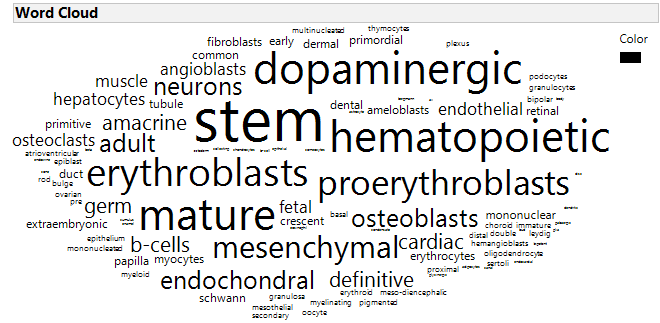 Word Cloud
Color
multinucleated thymocytes
fibroblasts early dermal primordial plexus
common
angioblasts dopaminergic podocytes
muscle neurons granulocytes
hepatocytes tubule dental ameloblasts endothelial bipolar retinal
primitive amacrine stem hematopoietic
osteoclasts adult
atrioventricular
epiblast
duct erythroblasts proerythroblasts
rod bulge
ovarian
pre
germ mature fetal basal osteoblasts mononuclear
extraembryonic crescent choroid immature
distal double leydig
epithelium b-cells mesenchymal cardiac hemangioblasts
mononucleated erythrocytes oligodendrocyte
papilla myocytes sertoli
myeloid endochondral definitive proximal
schwann granulosa erythroid meso-diencephalic
mesothelial myelinating pigmented
secondary oocyte